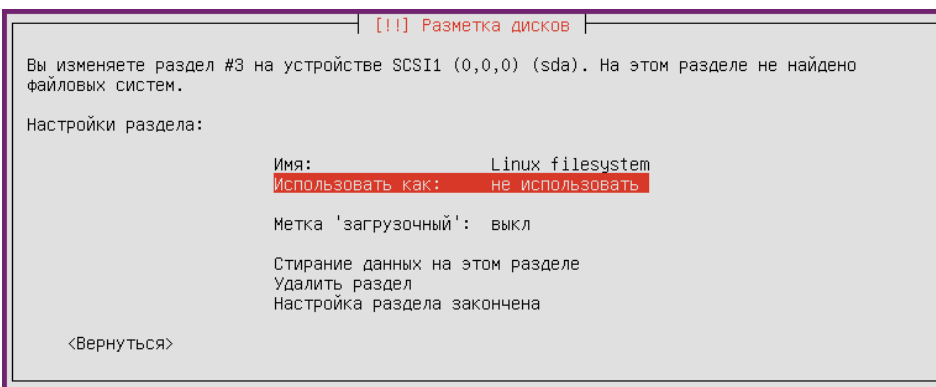 [!!] Разметка дисков
Вы изменяете раздел #3 на устройстве SCSI1 (0,0,0) (sda). На этом разделе не найдено
файловых систем.
Настройки раздела:
Имя: Linux filesystem
Использовать как: не использовать
Метка 'загрузочный': выкл
Стирание данных на этом разделе
Удалить раздел
Настройка раздела закончена
<Вернуться>